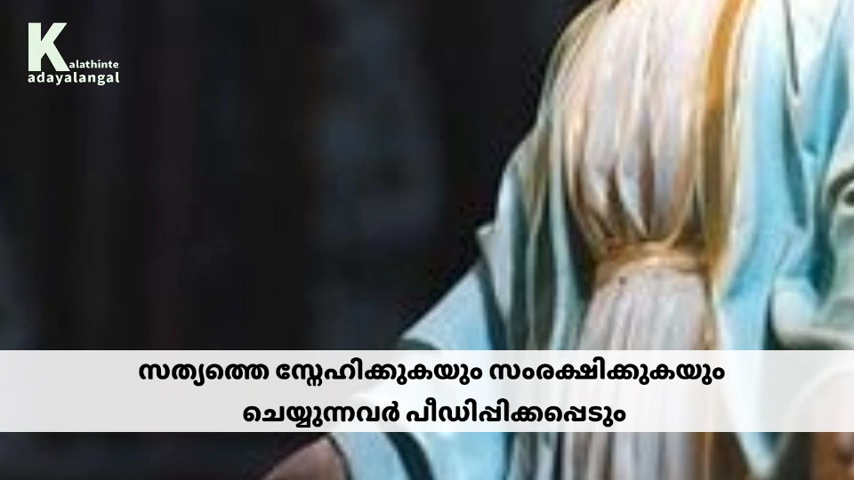 Kalathinte
adayalangal
സത്യത്തെ സ്നേഹിക്കുകയും സംരക്ഷിക്കുകയും
ചെയ്യുന്നവർ പീഡിപ്പിക്കപ്പെടും